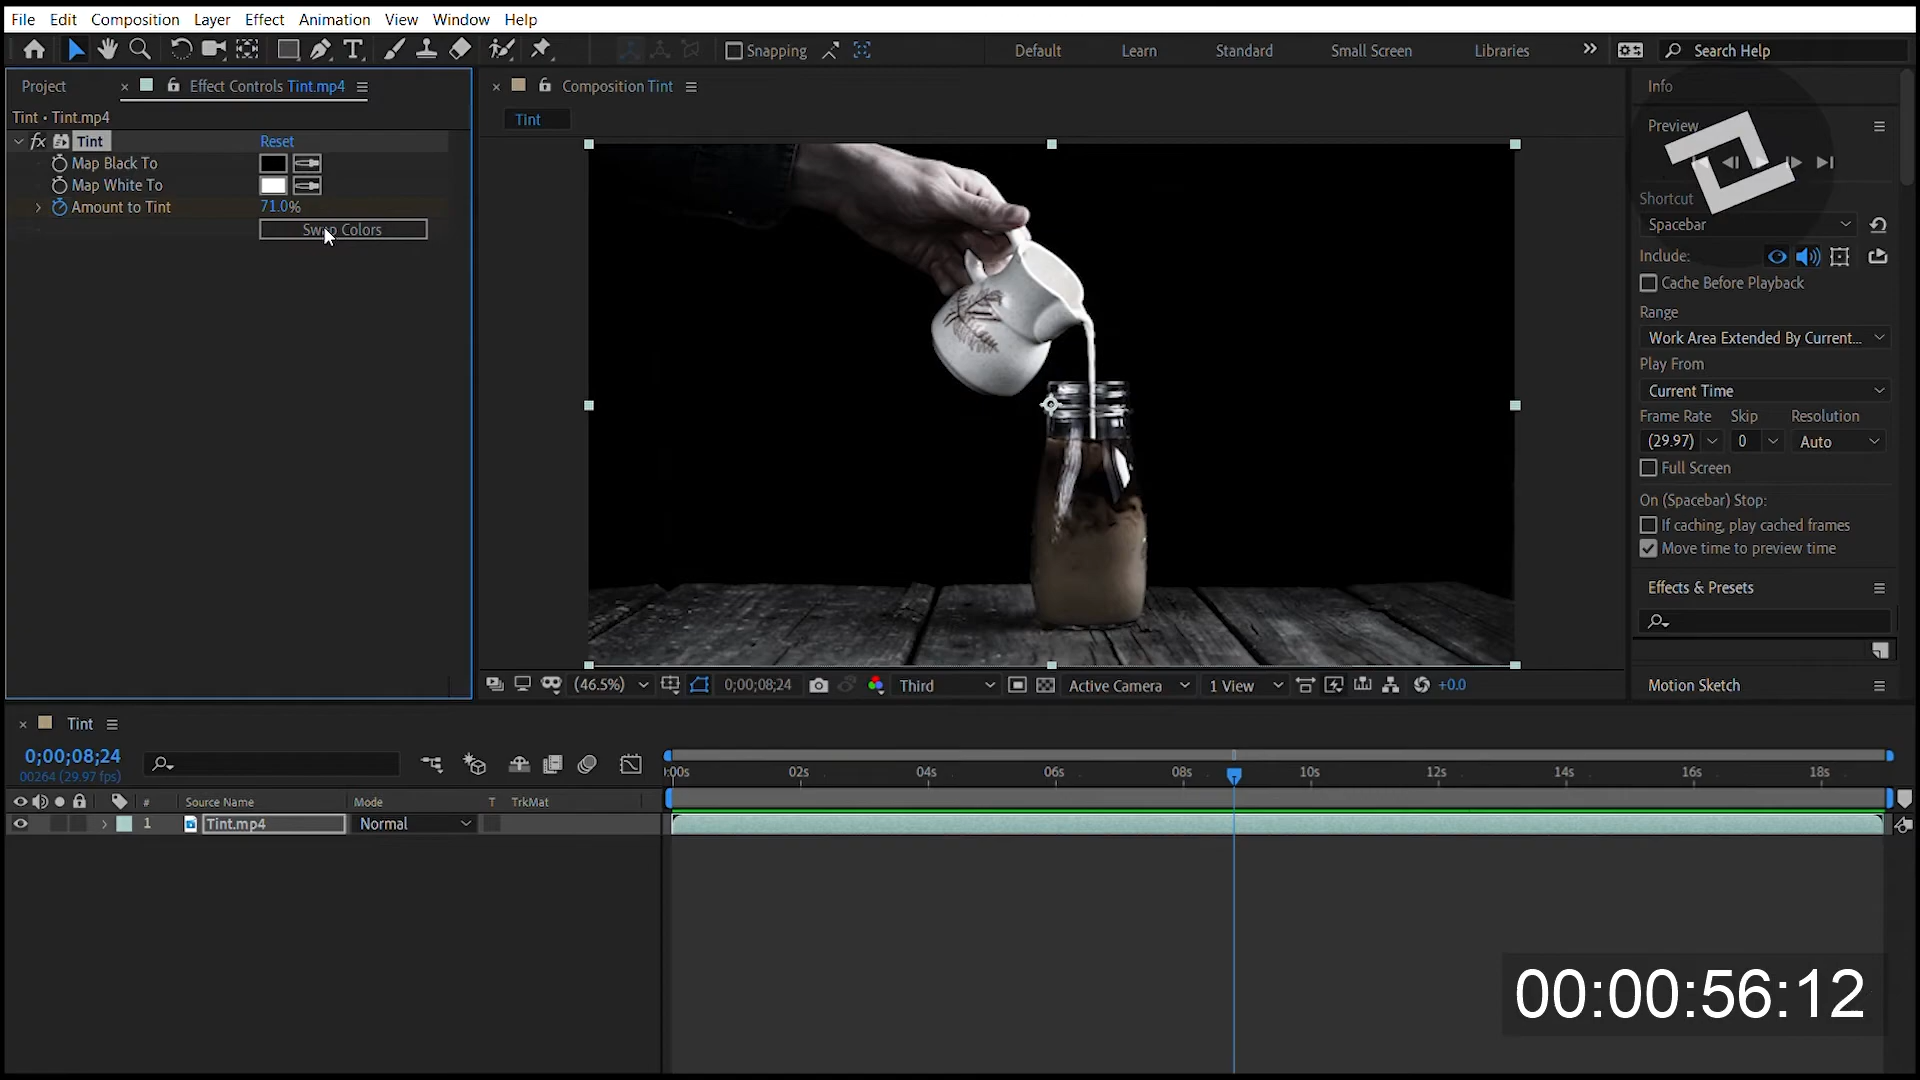 File Edit Composition Layer Effect Animation View Window Help
Snapping Default Learn Standard Small Screen Libraries Search Help
Project Effect Controls Tint.mp4
Composition Tint
Info
Tint • Tint.mp4
Tint
Preview
fx Tint Reset
Map Black To
Map White To
Amount to Tint 71.0%
Swap Colors
Shortcut
Spacebar
Include:
Cache Before Playback
Range
Work Area Extended By Current...
Play From
Current Time
Frame Rate Skip Resolution
(29.97) 0 Auto
Full Screen
On (Spacebar) Stop:
If caching, play cached frames
Move time to preview time
Effects & Presets
Motion Sketch
(46.5%) 0;00;08;24 Third Active Camera 1 View +0.0
Tint
0;00;08;24
00264 (29.97 fps)
:00s 02s 04s 06s 08s 10s 12s 14s 16s 18s
# Source Name Mode T TrkMat
1 Tint.mp4 Normal
00:00:56:12